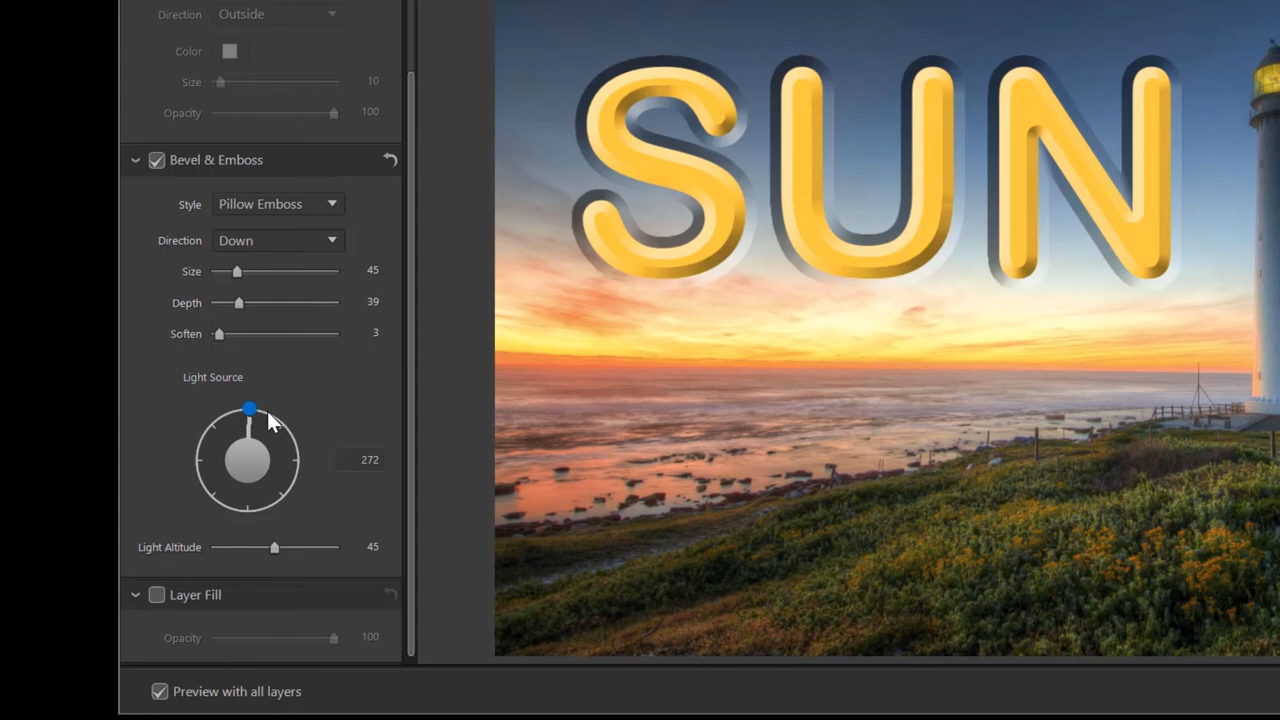 Direction Outside
Color
Size 10
Opacity 100
Bevel & Emboss
Style Pillow Emboss
Direction Down
Size 45
Depth 39
Soften 3
Light Source
272
Light Altitude 45
Layer Fill
Opacity 100
Preview with all layers
SUN